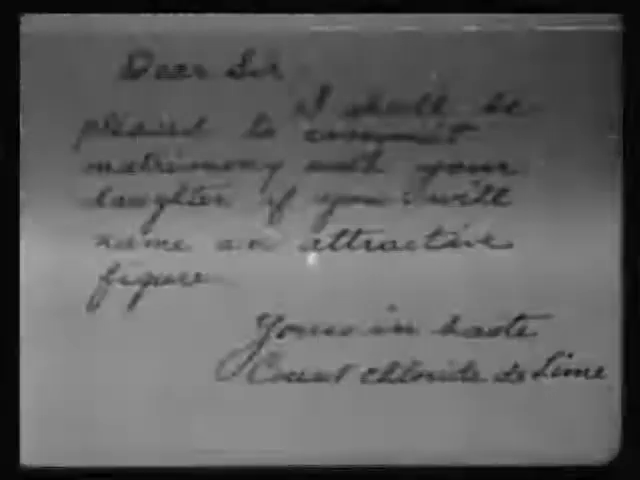 Dear Sir
I shall be
pleased to commit
matrimony with your
daughter if you will
name an attractive
figure
Yours in haste
Count chloride de Lime